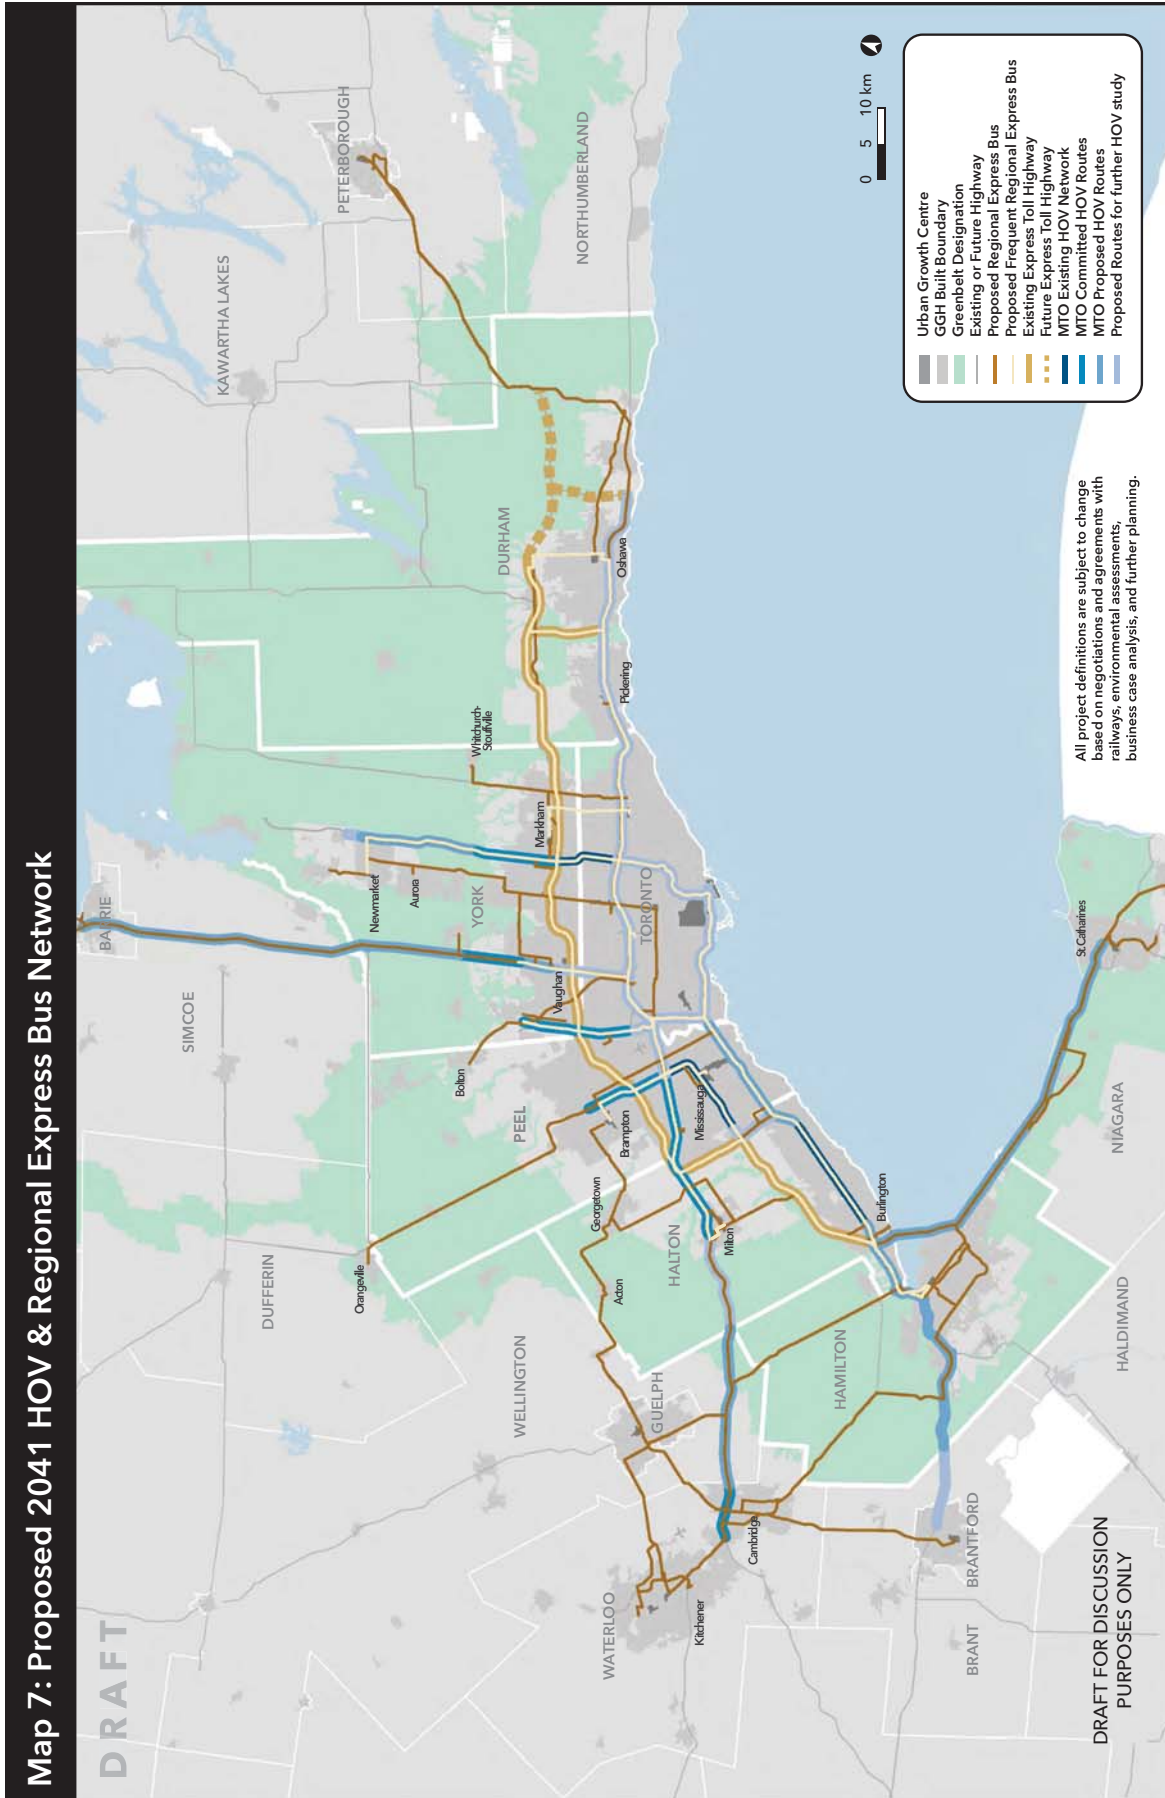 Map 7: Proposed 2041 HOV & Regional Express Bus Network
DRAFT
BARRIE
SIMCOE
KAWARTHA LAKES
PETERBOROUGH
DUFFERIN
Orangeville
Newmarket
Aurora
Whitchurch-
Stouffville
Bolton
YORK
DURHAM
PEEL
WELLINGTON
Vaughan
Markham
NORTHUMBERLAND
Georgetown
Acton
Brampton
Pickering
Oshawa
WATERLOO
GUELPH
HALTON
TORONTO
Kitchener
Milton
Mississauga
Cambridge
HAMILTON
Burlington
0 5 10 km
Urban Growth Centre
GGH Built Boundary
Greenbelt Designation
Existing or Future Highway
Proposed Regional Express Bus
Proposed Frequent Regional Express Bus
Existing Express Toll Highway
Future Express Toll Highway
MTO Existing HOV Network
MTO Committed HOV Routes
MTO Proposed HOV Routes
Proposed Routes for further HOV study
BRANT
BRANTFORD
St.Catharines
HALDIMAND
NIAGARA
All project definitions are subject to change
based on negotiations and agreements with
railways, environmental assessments,
business case analysis, and further planning.
DRAFT FOR DISCUSSION
PURPOSES ONLY